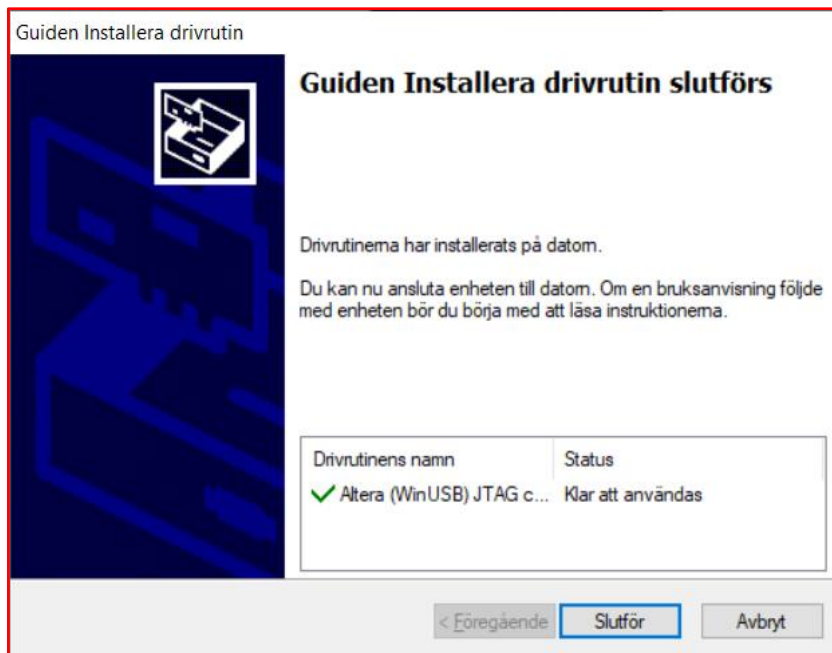 Guiden Installera drivrutin
Guiden Installera drivrutin slutförs
Drivrutinerna har installerats på datorn.
Du kan nu ansluta enheten till datorn. Om en bruksanvisning följde
med enheten bör du börja med att läsa instruktionerna.
Drivrutinens namn Status
Altera (WinUSB) JTAG c... Klar att användas
< Föregående Slutför Avbryt